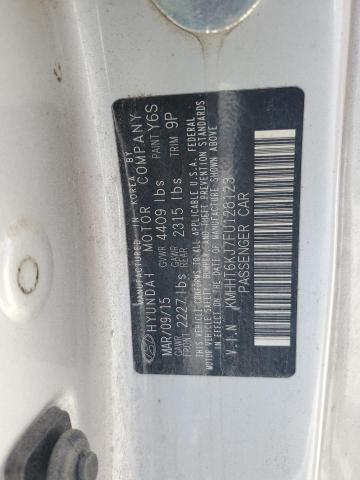 MANUFACTURED IN KOREA BY
HYUNDAI MOTOR COMPANY
MAR/09/15 GVWR 4409 lbs PAINT Y6S
GAWR FRONT 2227 lbs GAWR REAR 2315 lbs TRIM 9P
THIS VEHICLE CONFORMS TO ALL APPLICABLE U.S.A. FEDERAL
MOTOR VEHICLE SAFETY, BUMPER, AND THEFT PREVENTION STANDARDS
IN EFFECT ON THE DATE OF MANUFACTURE SHOWN ABOVE.
V.I.N KMHHT6KJ7FU128123
PASSENGER CAR